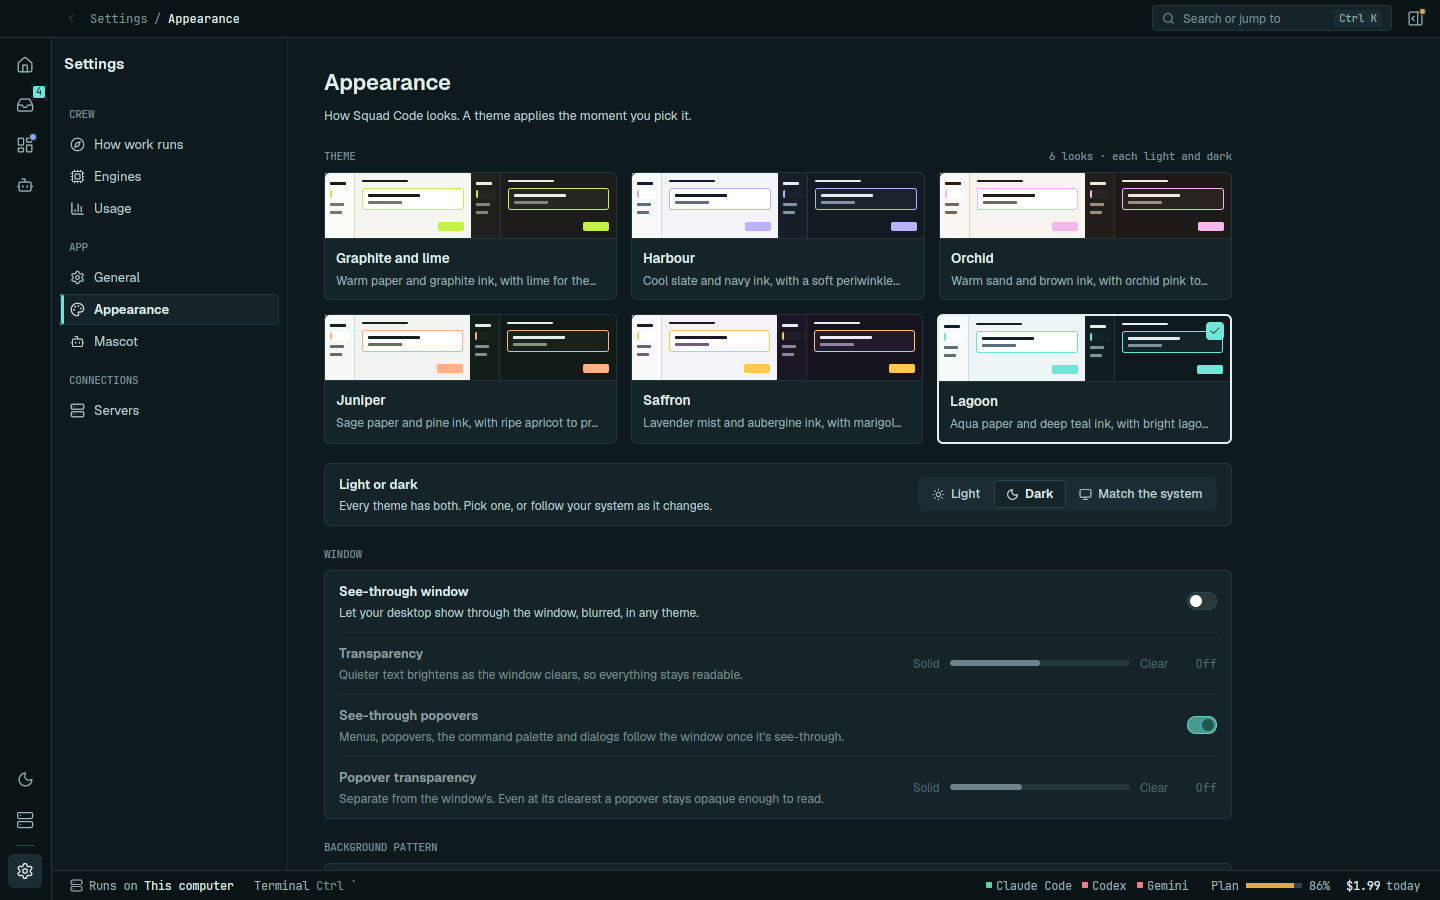 Settings / Appearance
Search or jump to
Ctrl K
Settings
4
CREW
How work runs
Engines
Usage
APP
General
Appearance
Mascot
CONNECTIONS
Servers
Appearance
How Squad Code looks. A theme applies the moment you pick it.
THEME
6 looks · each light and dark
Graphite and lime
Warm paper and graphite ink, with lime for the…
Harbour
Cool slate and navy ink, with a soft periwinkle…
Orchid
Warm sand and brown ink, with orchid pink to…
Juniper
Sage paper and pine ink, with ripe apricot to pr…
Saffron
Lavender mist and aubergine ink, with marigol…
Lagoon
Aqua paper and deep teal ink, with bright lago…
Light or dark
Every theme has both. Pick one, or follow your system as it changes.
Light
Dark
Match the system
WINDOW
See-through window
Let your desktop show through the window, blurred, in any theme.
Transparency
Quieter text brightens as the window clears, so everything stays readable.
Solid
Clear
Off
See-through popovers
Menus, popovers, the command palette and dialogs follow the window once it's see-through.
Popover transparency
Separate from the window's. Even at its clearest a popover stays opaque enough to read.
Solid
Clear
Off
BACKGROUND PATTERN
Runs on This computer
Terminal Ctrl `
Claude Code
Codex
Gemini
Plan
86%
$1.99 today